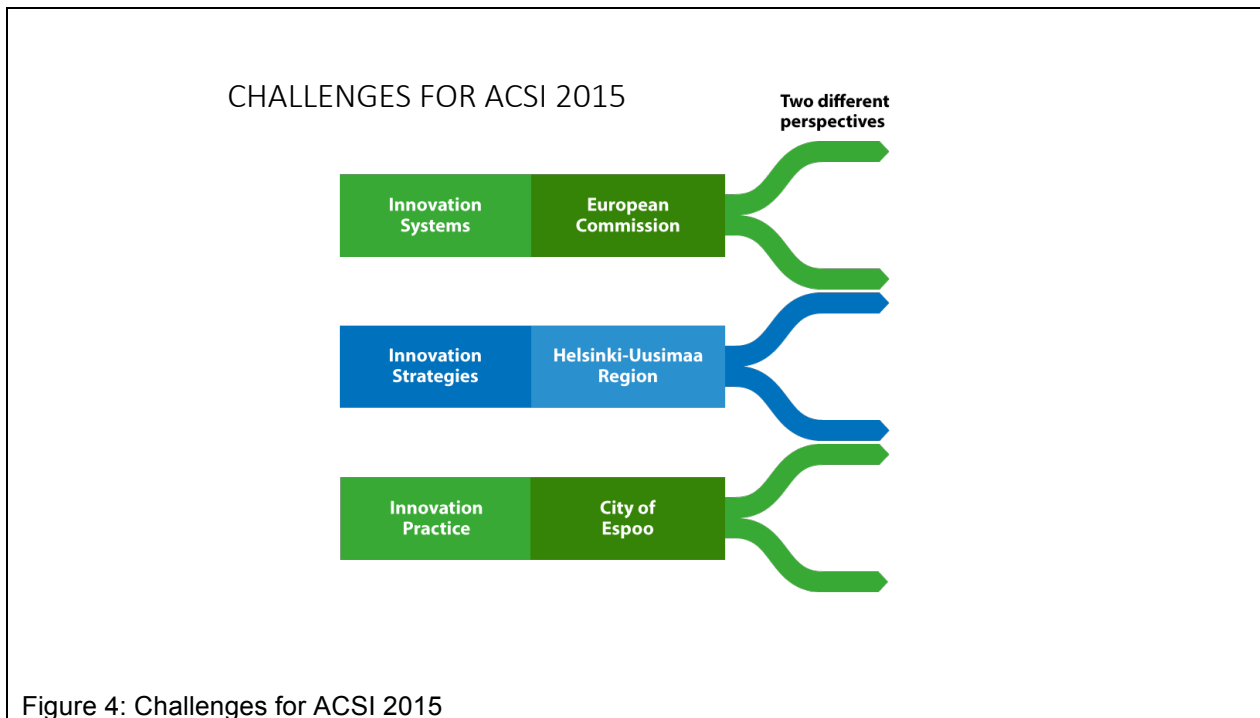 CHALLENGES FOR ACSI 2015
Two different
perspectives
Innovation
Systems
European
Commission
Innovation
Strategies
Helsinki-Uusimaa
Region
Innovation
Practice
City of
Espoo
Figure 4: Challenges for ACSI 2015